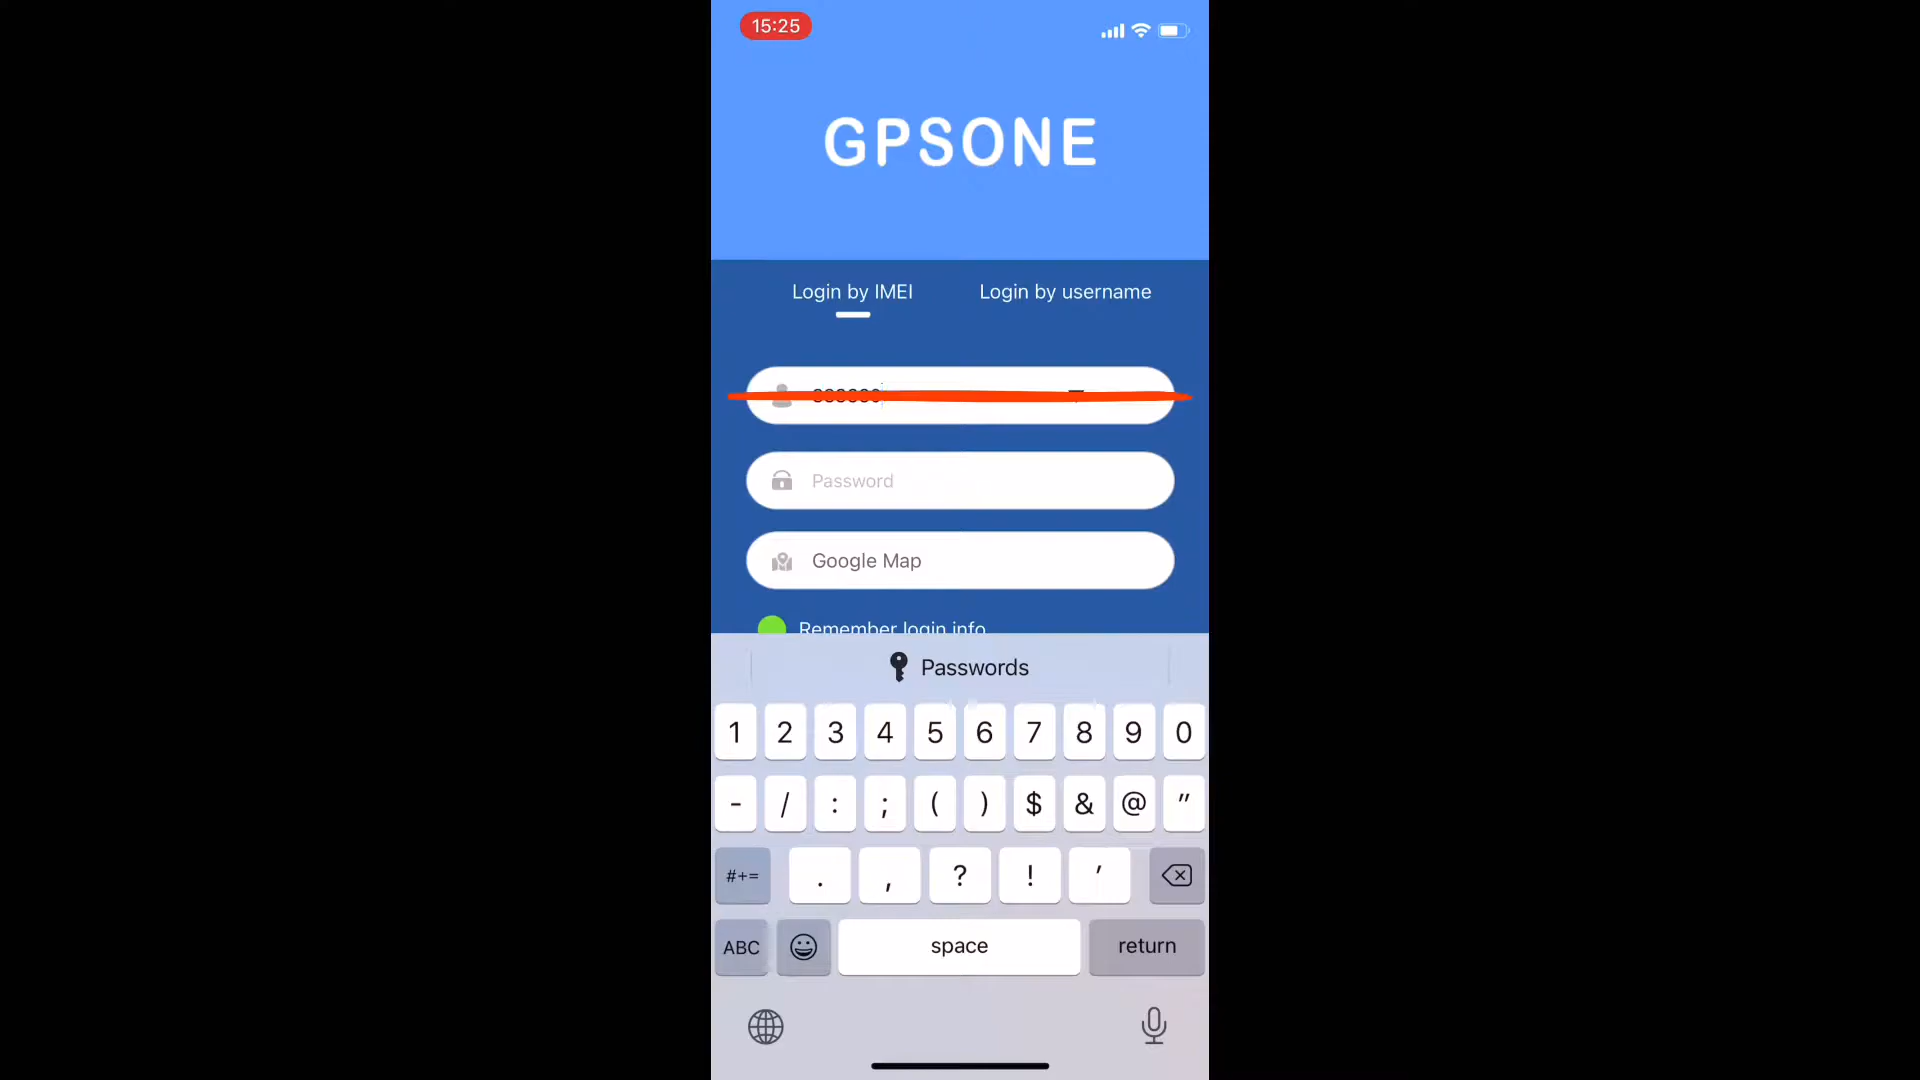 15:25
GPSONE
Login by IMEI
Login by username
Password
Google Map
Remember login info
Passwords
1 2 3 4 5 6 7 8 9 0
- / : ; ( ) $ & @ "
#+= . , ? ! '
ABC space return